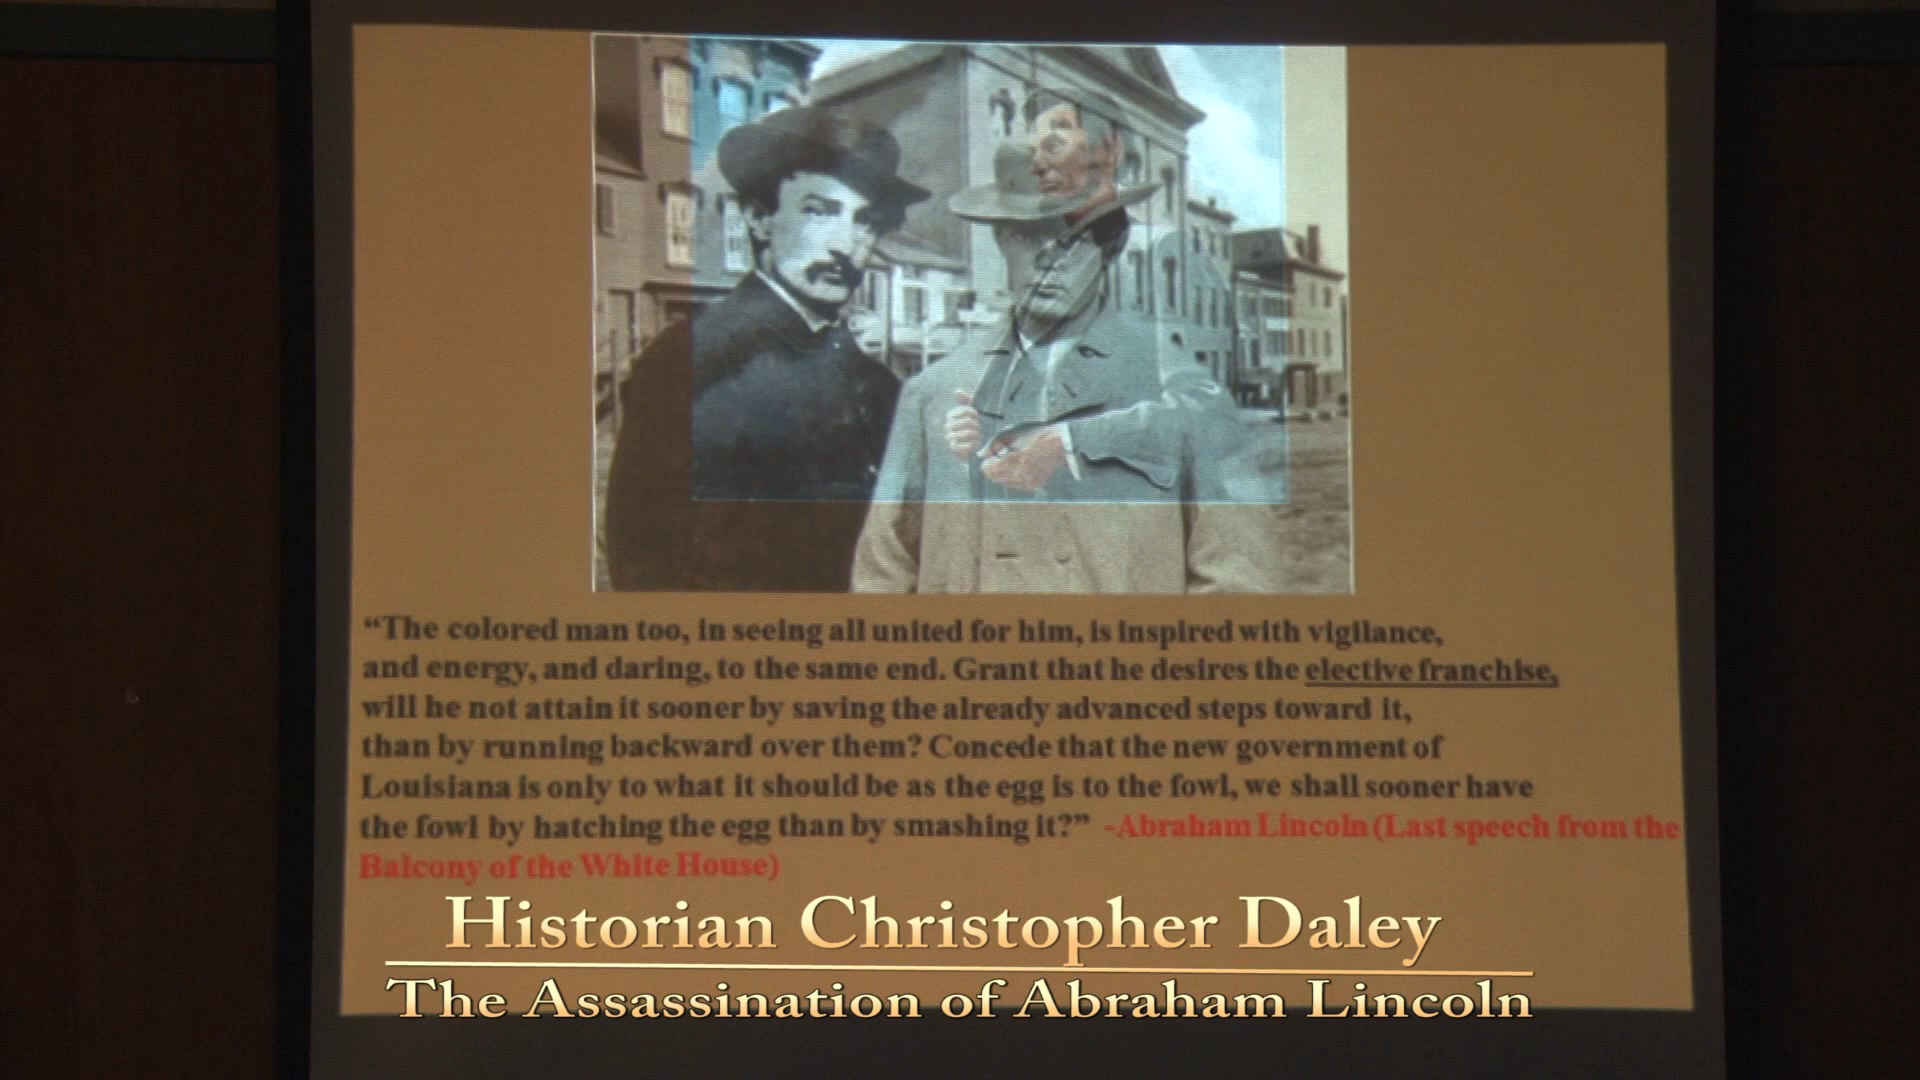 “The colored man too, in seeing all united for him, is inspired with vigilance,
and energy, and daring, to the same end. Grant that he desires the elective franchise,
will he not attain it sooner by saving the already advanced steps toward it,
than by running backward over them? Concede that the new government of
Louisiana is only to what it should be as the egg is to the fowl, we shall sooner have
the fowl by hatching the egg than by smashing it?” -Abraham Lincoln (Last speech from the
Balcony of the White House)
Historian Christopher Daley
The Assassination of Abraham Lincoln